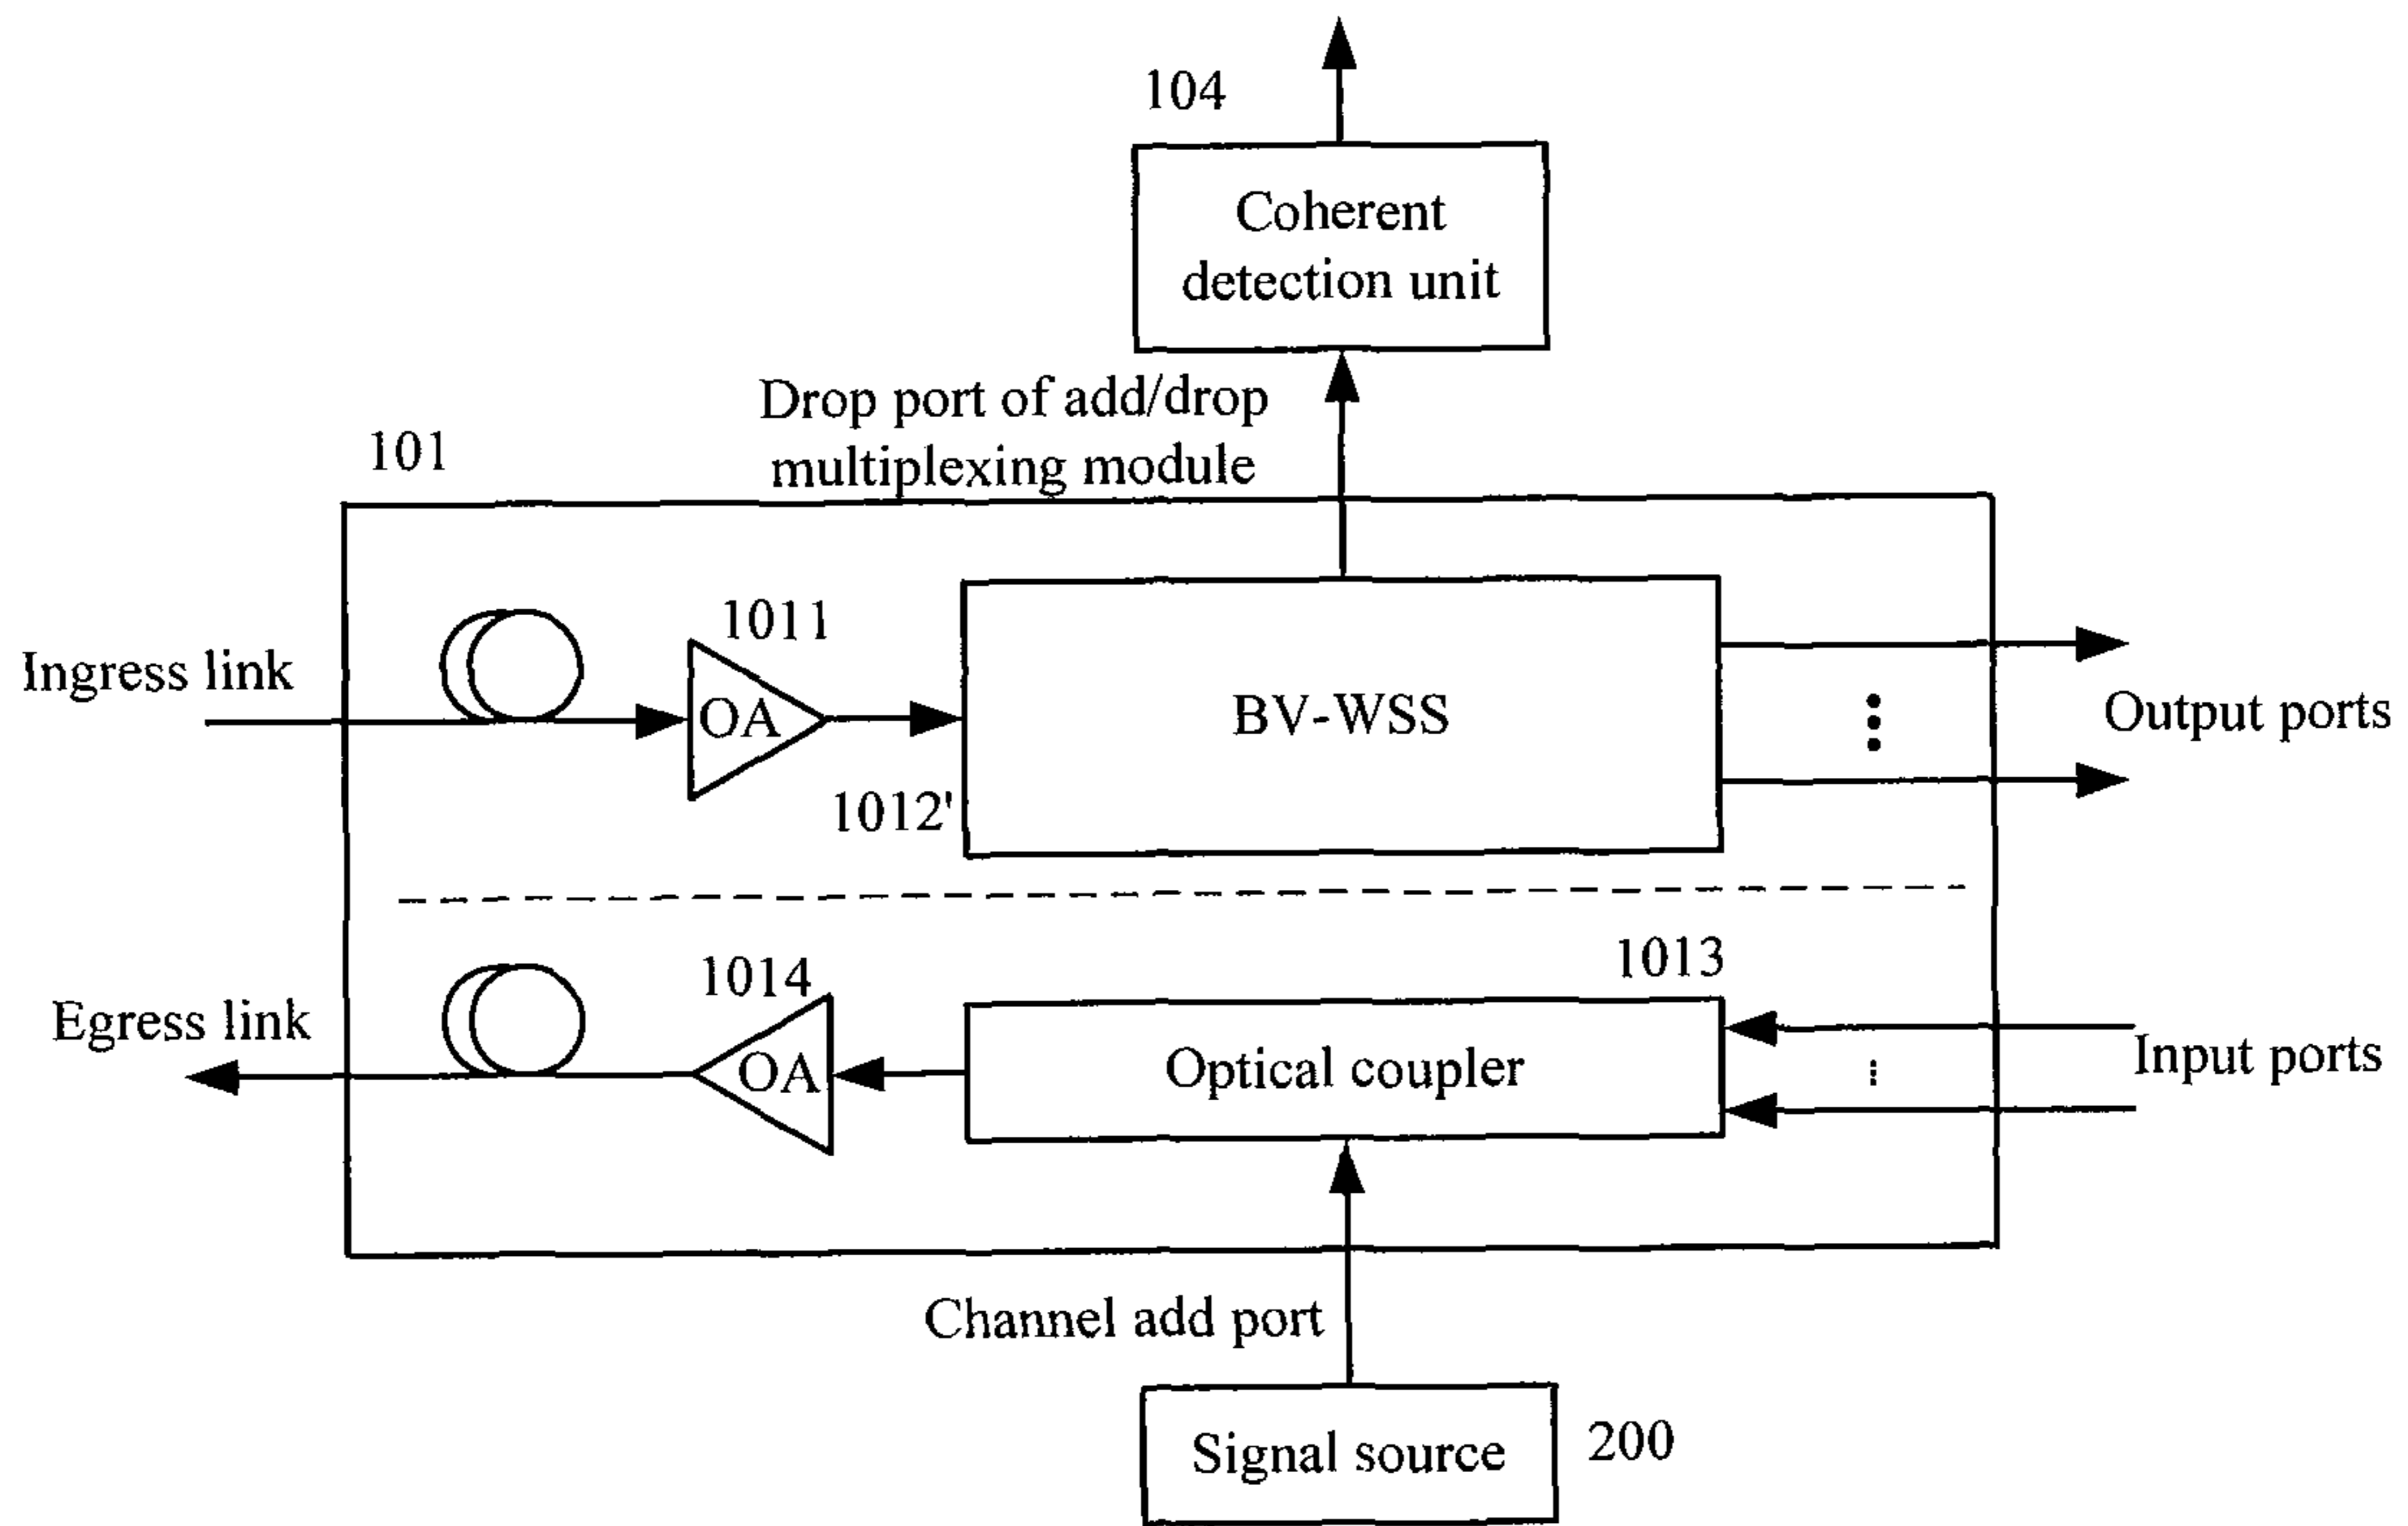 104
Coherent
detection unit
Drop port of add/drop
multiplexing module
101
1011
Ingress link
OA
BV-WSS
Output ports
1012'
1014
1013
Egress link
OA
Optical coupler
Input ports
Channel add port
Signal source
200